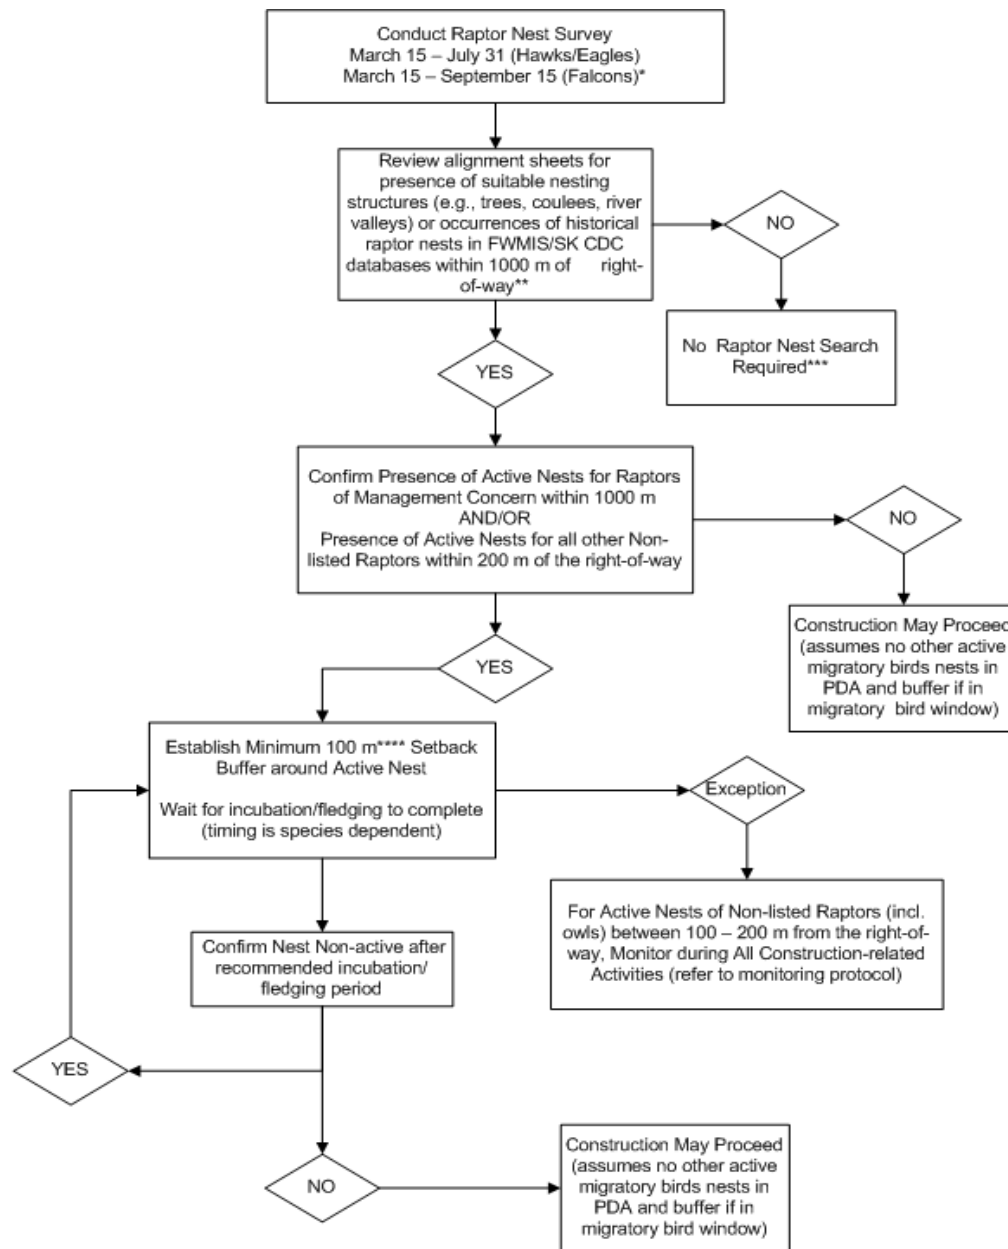 Conduct Raptor Nest Survey
March 15 – July 31 (Hawks/Eagles)
March 15 – September 15 (Falcons)*
Review alignment sheets for
presence of suitable nesting
structures (e.g., trees, coulees, river
valleys) or occurrences of historical
raptor nests in FWMIS/SK CDC
databases within 1000 m of right-
of-way**
NO
No Raptor Nest Search
Required***
YES
Confirm Presence of Active Nests for Raptors
of Management Concern within 1000 m
AND/OR
Presence of Active Nests for all other Non-
listed Raptors within 200 m of the right-of-way
NO
Construction May Proceed
(assumes no other active
migratory birds nests in
PDA and buffer if in
migratory bird window)
YES
Establish Minimum 100 m**** Setback
Buffer around Active Nest
Wait for incubation/fledging to complete
(timing is species dependent)
Exception
For Active Nests of Non-listed Raptors (incl.
owls) between 100 – 200 m from the right-of-
way, Monitor during All Construction-related
Activities (refer to monitoring protocol)
Confirm Nest Non-active after
recommended incubation/
fledging period
YES
NO
Construction May Proceed
(assumes no other active
migratory birds nests in
PDA and buffer if in
migratory bird window)